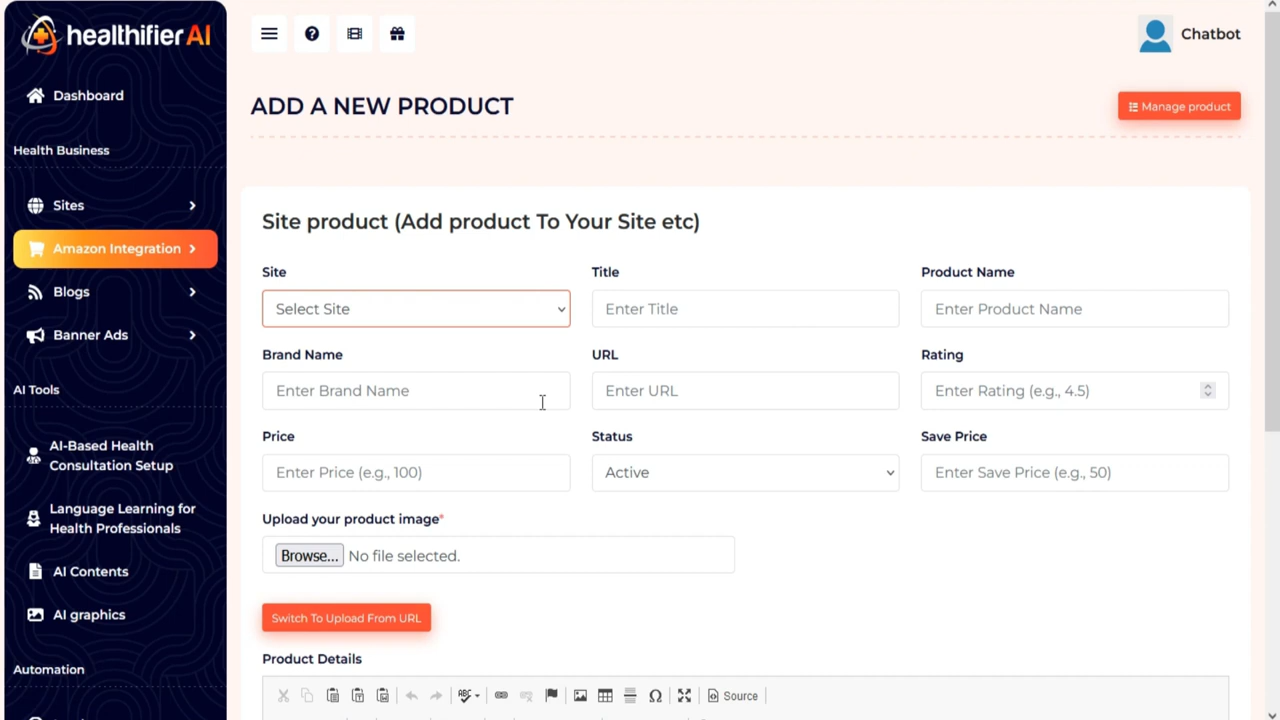 healthifier AI
Chatbot
Dashboard
ADD A NEW PRODUCT
Manage product
Health Business
Sites
Amazon Integration
Blogs
Banner Ads
AI Tools
AI-Based Health
Consultation Setup
Language Learning for
Health Professionals
AI Contents
AI graphics
Automation
Site product (Add product To Your Site etc)
Site
Title
Product Name
Select Site
Enter Title
Enter Product Name
Brand Name
URL
Rating
Enter Brand Name
Enter URL
Enter Rating (e.g., 4.5)
Price
Status
Save Price
Enter Price (e.g., 100)
Active
Enter Save Price (e.g., 50)
Upload your product image*
Browse... No file selected.
Switch To Upload From URL
Product Details
ABC
Source